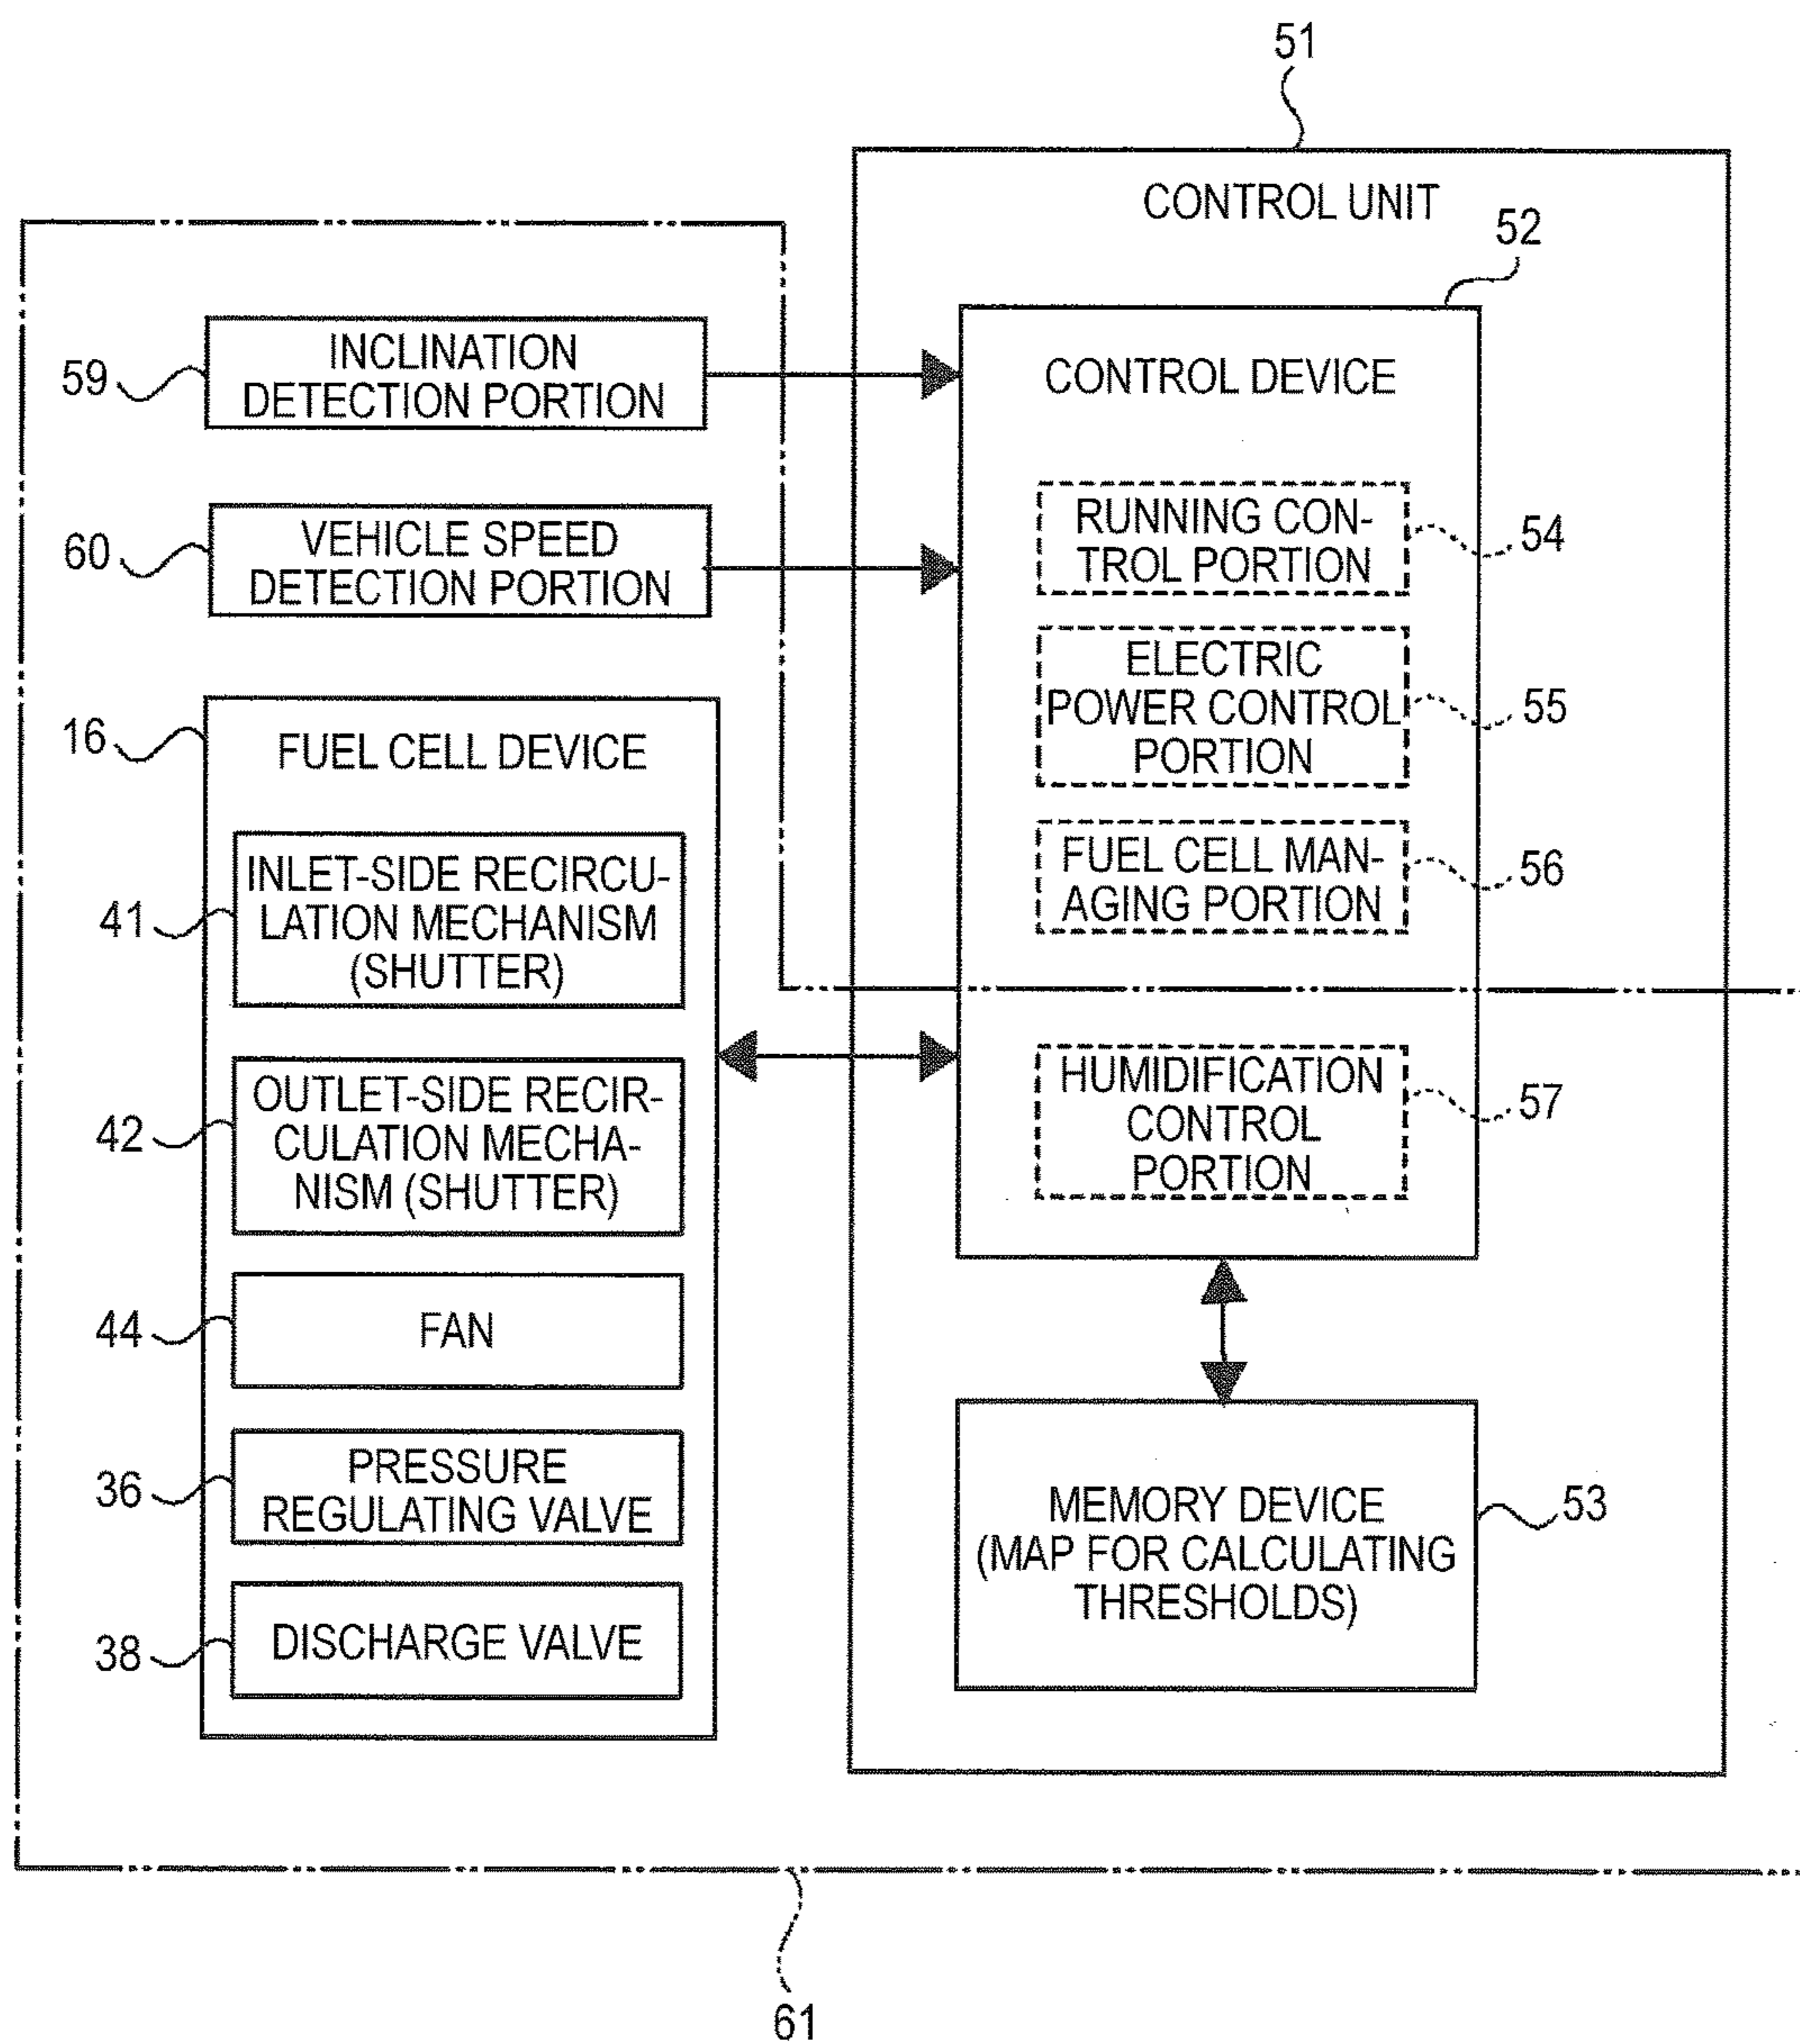 51
CONTROL UNIT
52
CONTROL DEVICE
59
INCLINATION
DETECTION PORTION
60
VEHICLE SPEED
DETECTION PORTION
RUNNING CON-
TROL PORTION
54
ELECTRIC
POWER CONTROL
PORTION
55
FUEL CELL MAN-
AGING PORTION
56
HUMIDIFICATION
CONTROL
PORTION
57
16
FUEL CELL DEVICE
41
INLET-SIDE RECIRCU-
LATION MECHANISM
(SHUTTER)
42
OUTLET-SIDE RECIR-
CULATION MECHA-
NISM (SHUTTER)
44
FAN
36
PRESSURE
REGULATING VALVE
38
DISCHARGE VALVE
MEMORY DEVICE
(MAP FOR CALCULATING
THRESHOLDS)
53
61